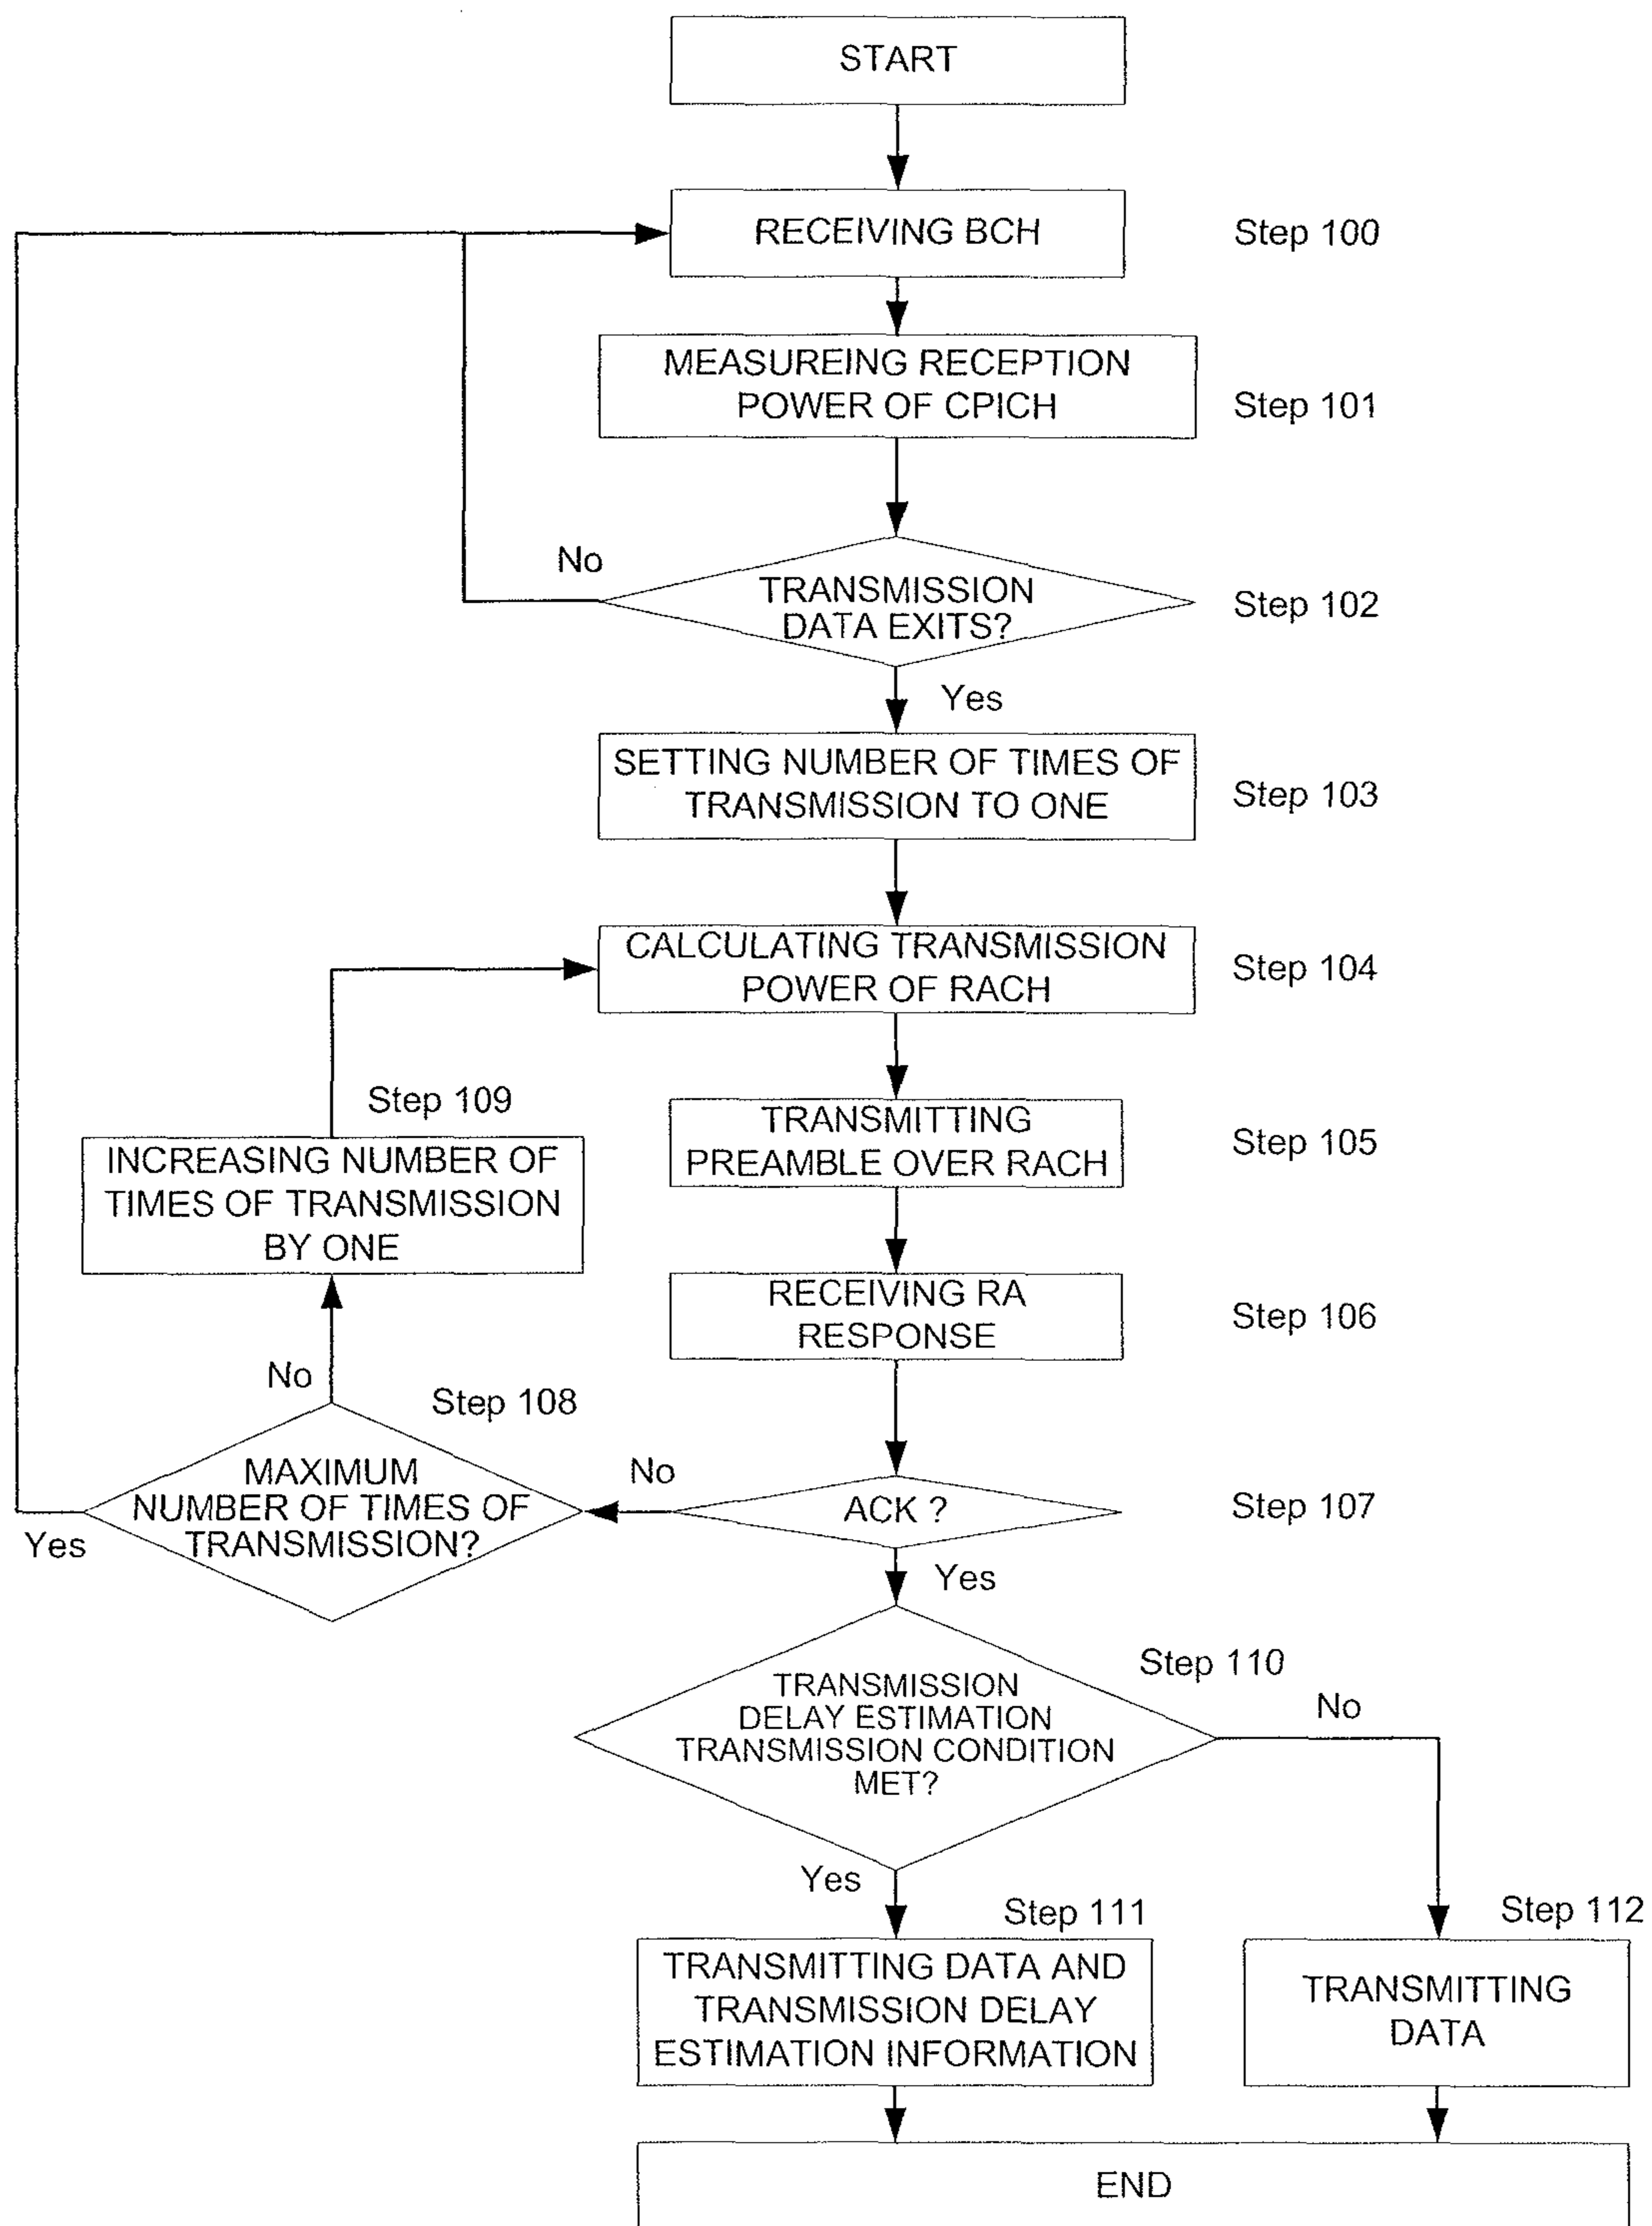 START
RECEIVING BCH
Step 100
MEASUREING RECEPTION
POWER OF CPICH
Step 101
No
TRANSMISSION
DATA EXITS?
Step 102
Yes
SETTING NUMBER OF TIMES OF
TRANSMISSION TO ONE
Step 103
CALCULATING TRANSMISSION
POWER OF RACH
Step 104
Step 109
INCREASING NUMBER OF
TIMES OF TRANSMISSION
BY ONE
TRANSMITTING
PREAMBLE OVER RACH
Step 105
RECEIVING RA
RESPONSE
Step 106
No
Step 108
MAXIMUM
NUMBER OF TIMES OF
TRANSMISSION?
Yes
No
ACK ?
Step 107
Yes
Step 110
TRANSMISSION
DELAY ESTIMATION
TRANSMISSION CONDITION
MET?
No
Yes
Step 111
TRANSMITTING DATA AND
TRANSMISSION DELAY
ESTIMATION INFORMATION
Step 112
TRANSMITTING
DATA
END